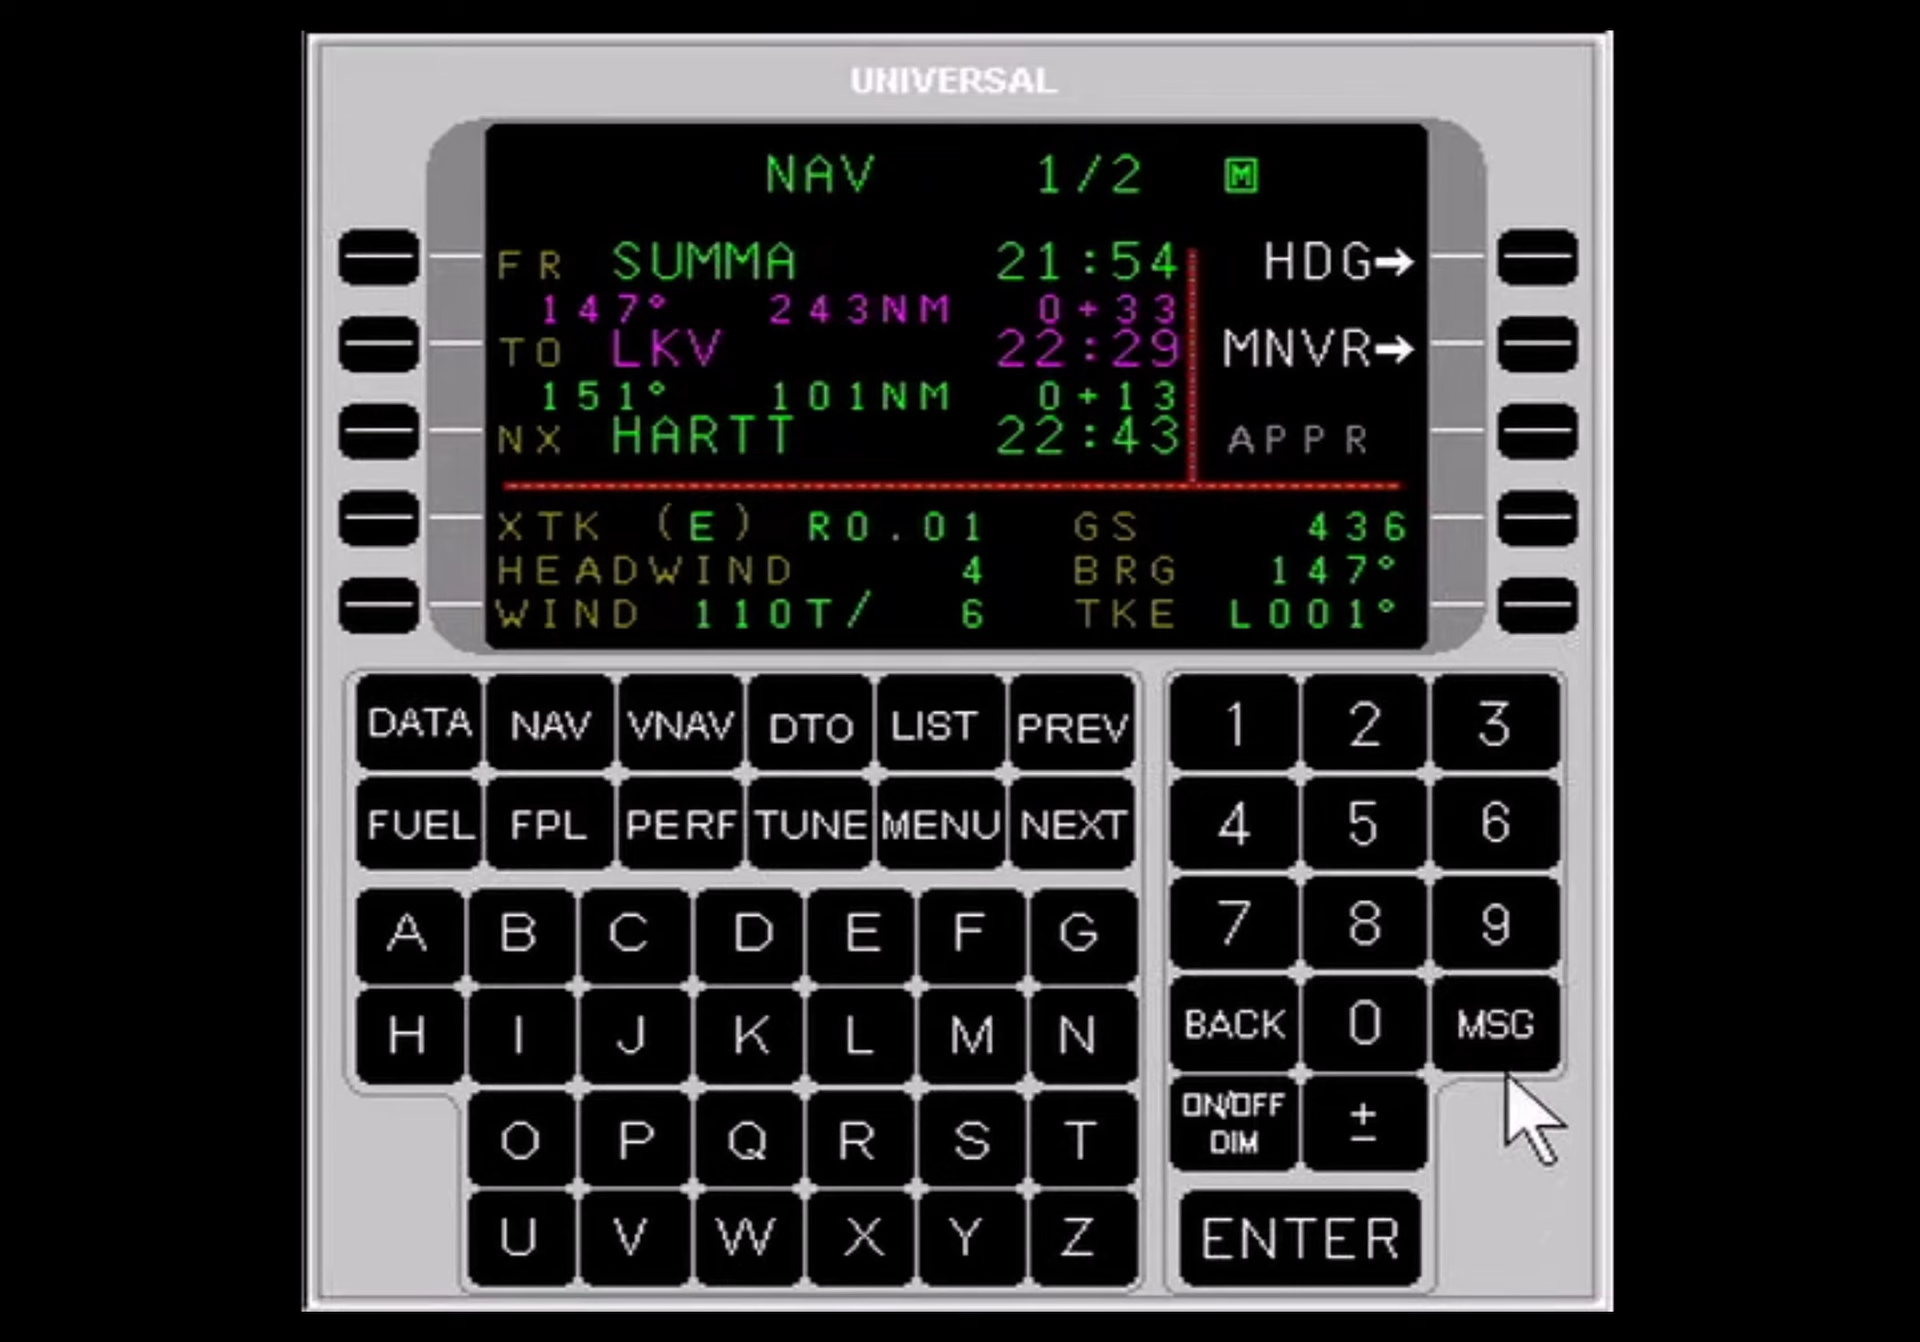 UNIVERSAL
NAV 1/2 M
FR SUMMA 21:54 HDG→
147° 243NM 0+33
TO LKV 22:29 MNVR→
151° 101NM 0+13
NX HARTT 22:43 APPR
XTK (E) R0.01 GS 436
HEADWIND 4 BRG 147°
WIND 110T/ 6 TKE L001°
DATA NAV VNAV DTO LIST PREV
FUEL FPL PERF TUNE MENU NEXT
A B C D E F G
H I J K L M N
O P Q R S T
U V W X Y Z
1 2 3
4 5 6
7 8 9
BACK 0 MSG
ON/OFF
DIM
±
ENTER